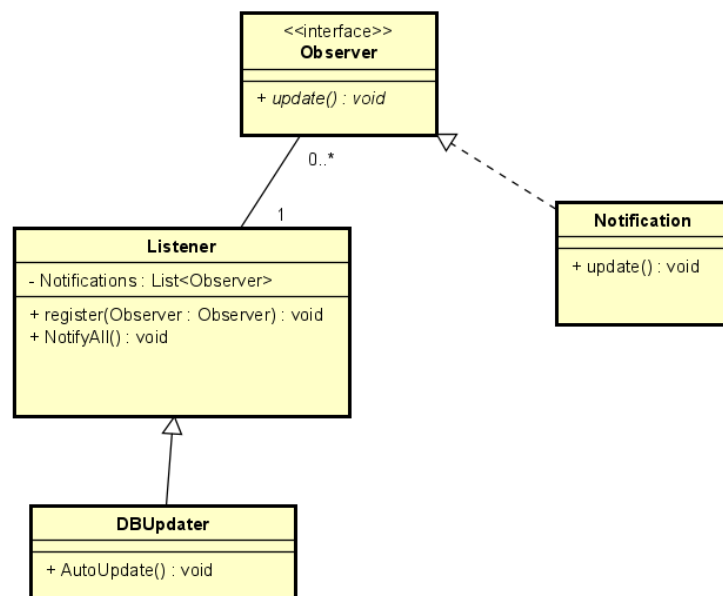 <<interface>>
Observer
+ update() : void
0..*
1
Notification
+ update() : void
Listener
- Notifications : List<Observer>
+ register(Observer : Observer) : void
+ NotifyAll() : void
DBUpdater
+ AutoUpdate() : void